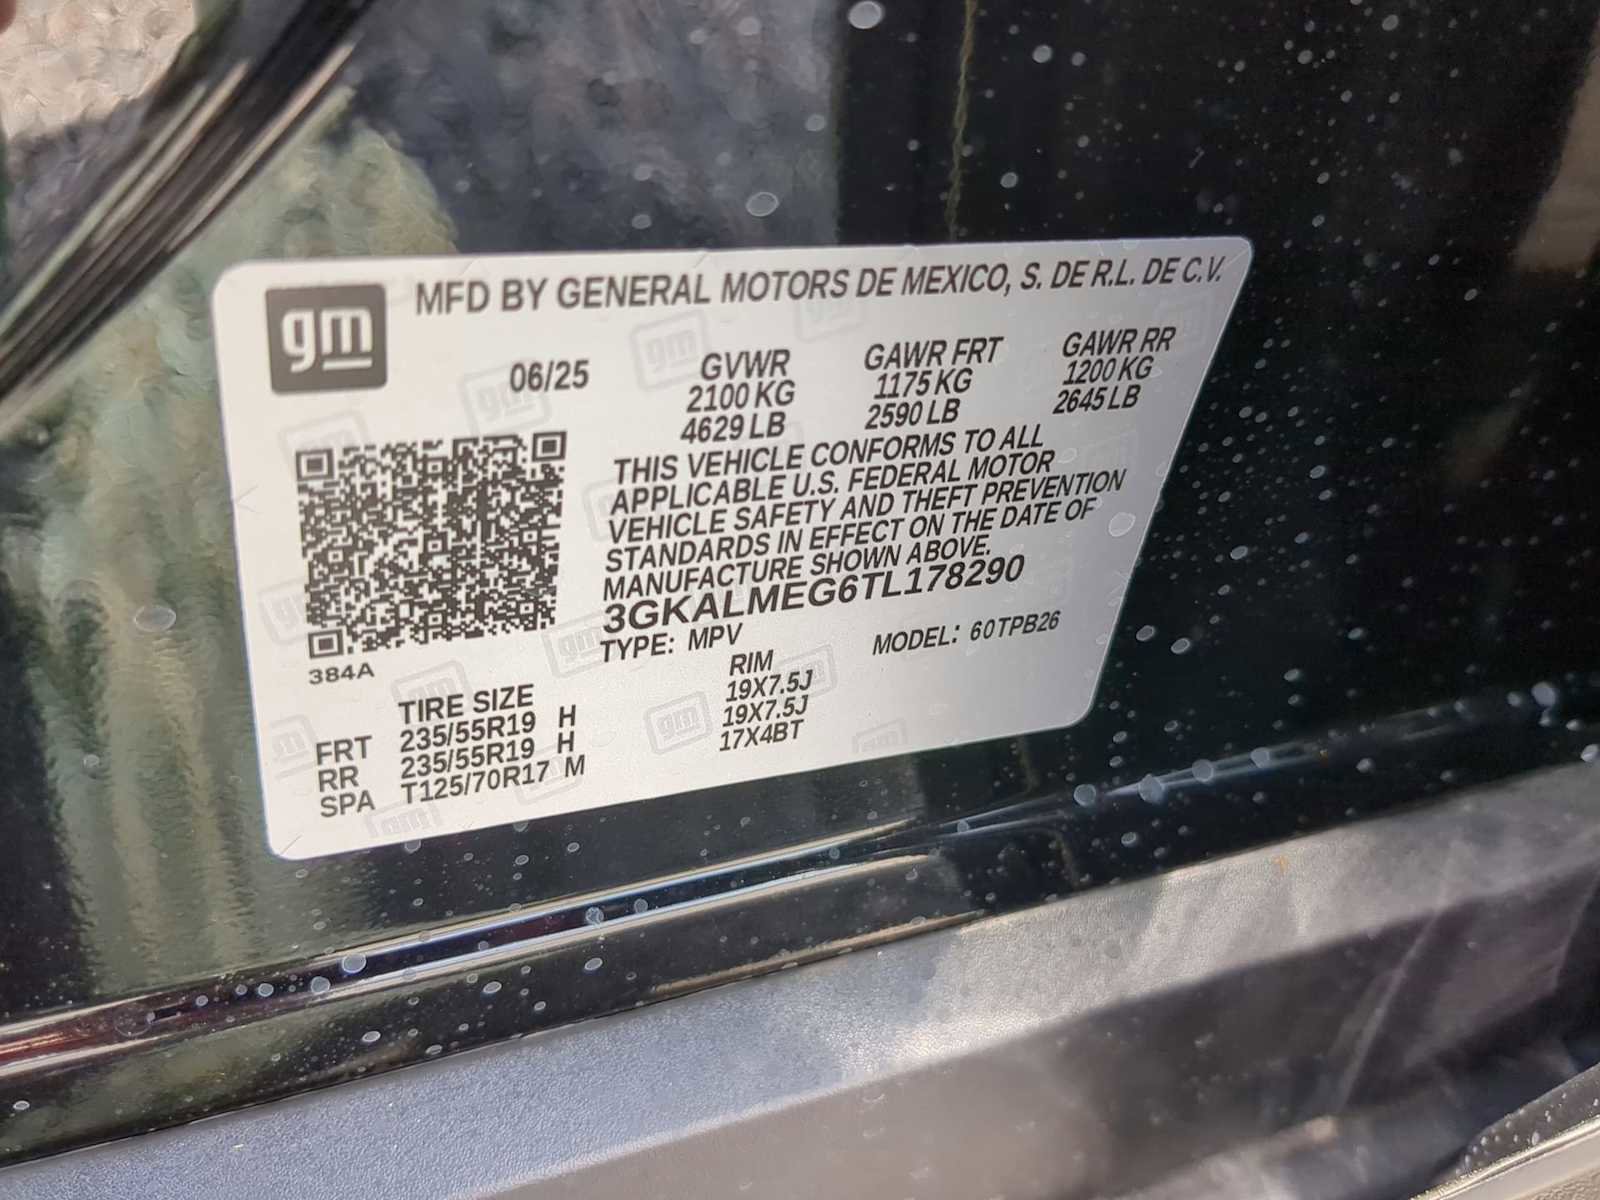 gm
MFD BY GENERAL MOTORS DE MEXICO, S. DE R.L. DE C.V.
06/25 GVWR GAWR FRT GAWR RR
2100 KG 1175 KG 1200 KG
4629 LB 2590 LB 2645 LB
THIS VEHICLE CONFORMS TO ALL
APPLICABLE U.S. FEDERAL MOTOR
VEHICLE SAFETY AND THEFT PREVENTION
STANDARDS IN EFFECT ON THE DATE OF
MANUFACTURE SHOWN ABOVE.
3GKALMEG6TL178290
TYPE: MPV MODEL: 60TPB26
384A
TIRE SIZE RIM
FRT 235/55R19 H 19X7.5J
RR 235/55R19 H 19X7.5J
SPA T125/70R17 M 17X4BT